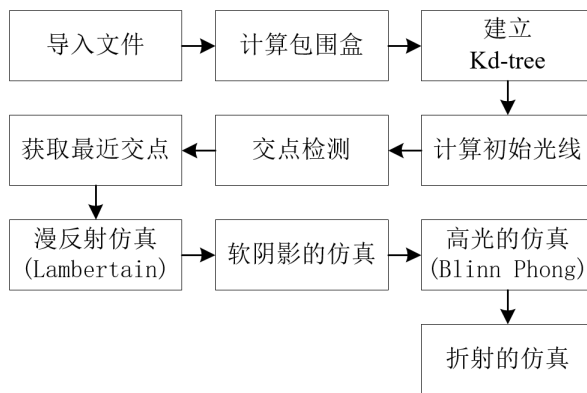 导入文件
计算包围盒
建立
Kd-tree
计算初始光线
交点检测
获取最近交点
漫反射仿真
(Lambertain)
软阴影的仿真
高光的仿真
(Blinn Phong)
折射的仿真